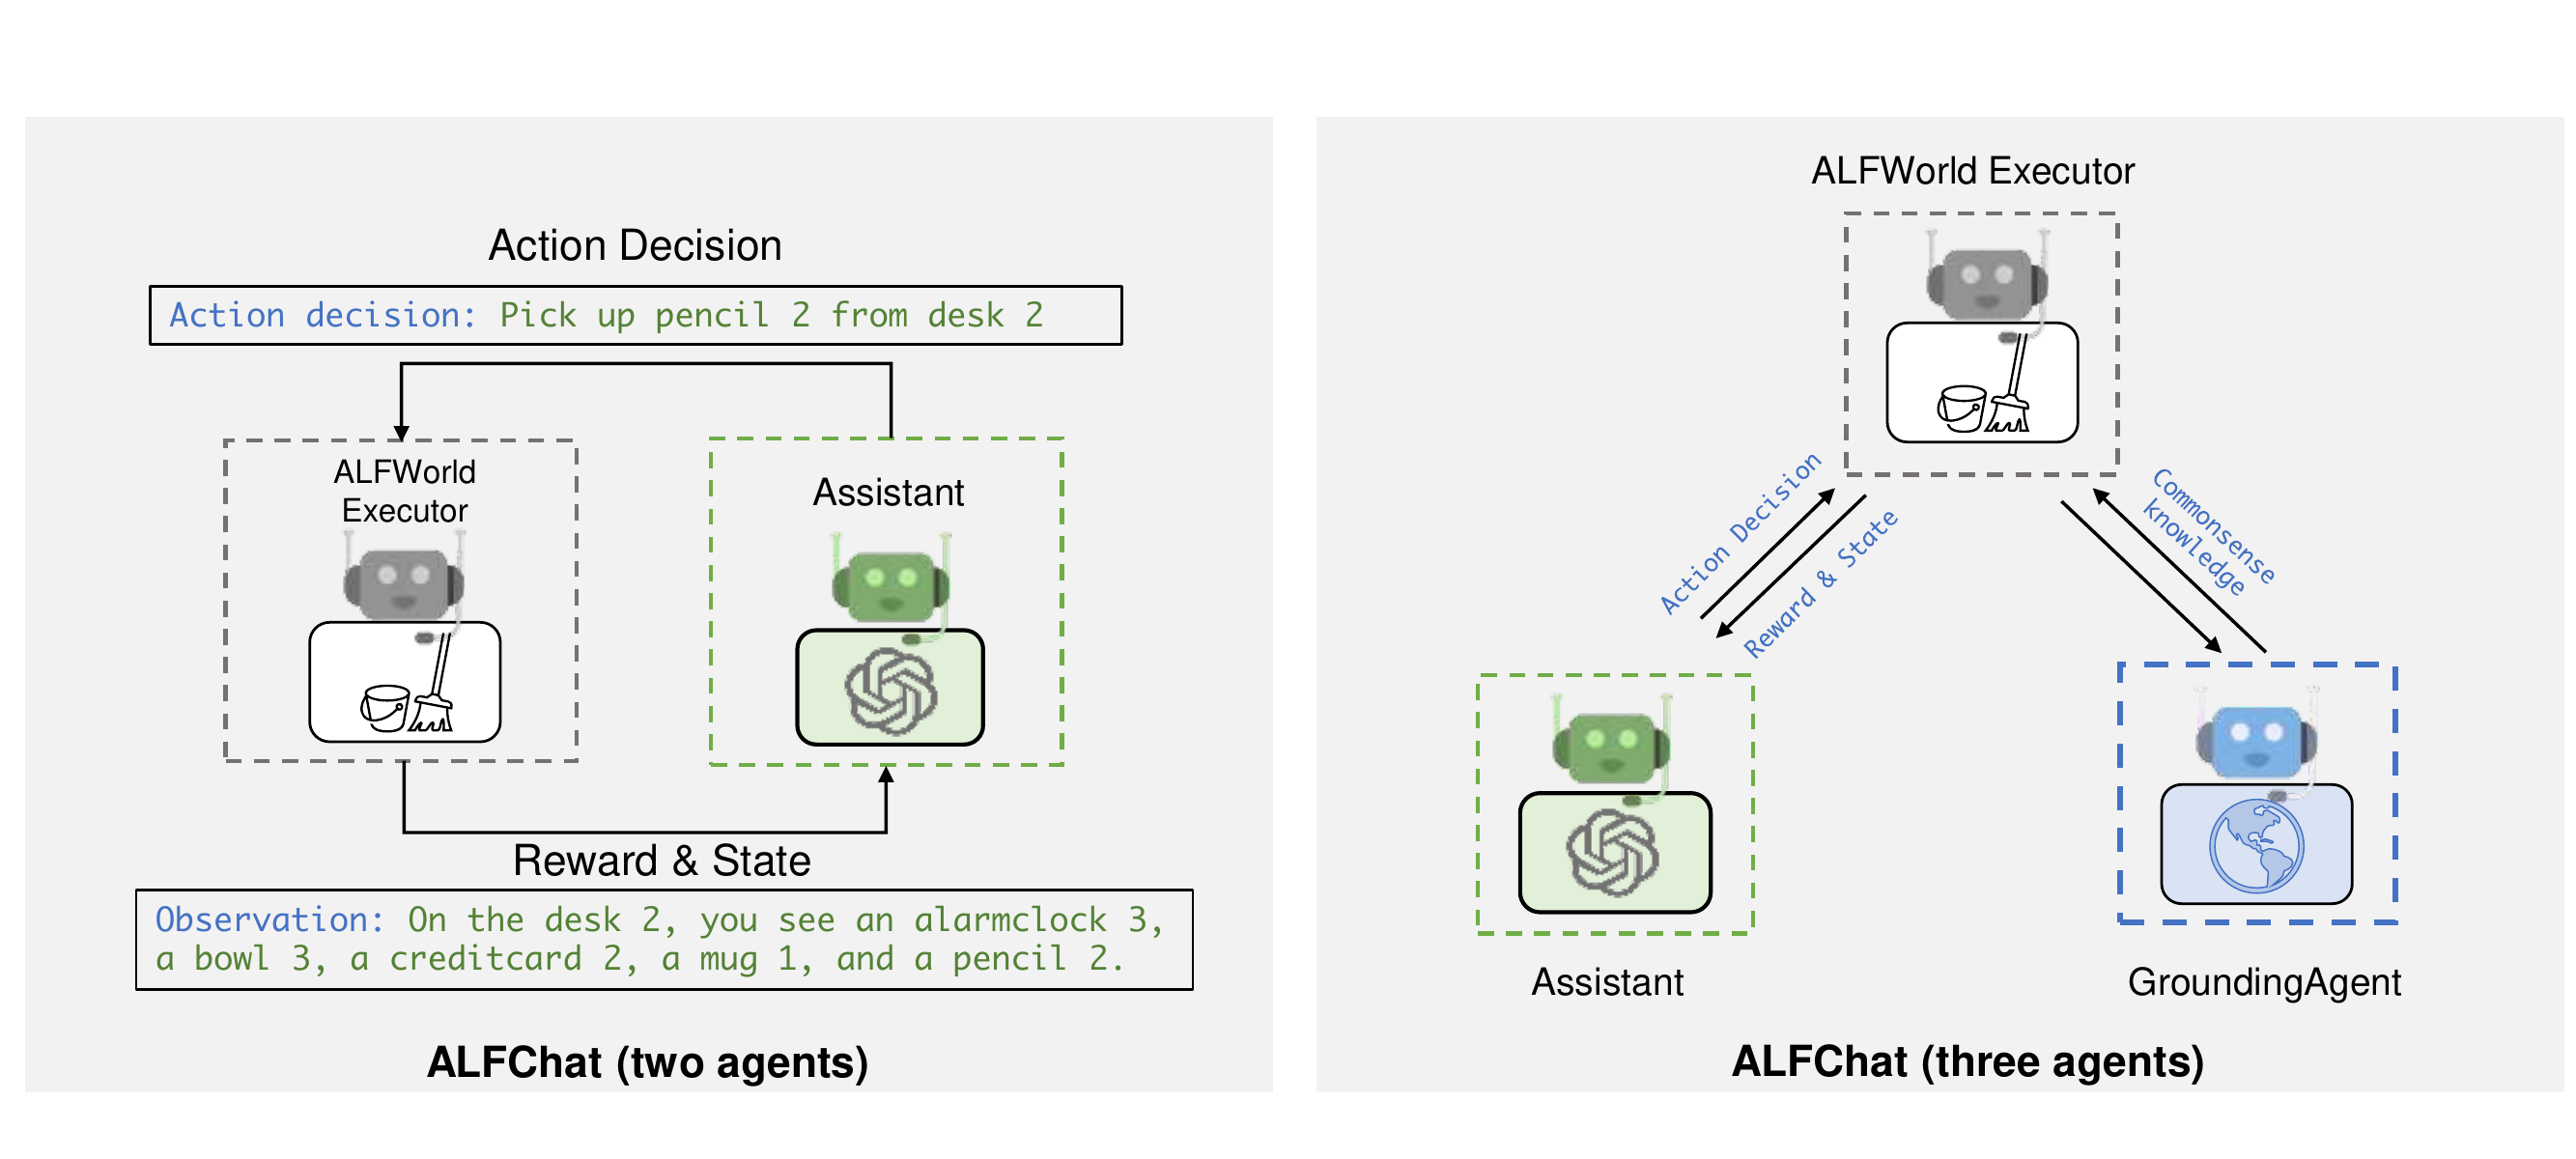 Action Decision
Action decision: Pick up pencil 2 from desk 2
ALFWorld
Executor
Assistant
Reward & State
Observation: On the desk 2, you see an alarmclock 3,
a bowl 3, a creditcard 2, a mug 1, and a pencil 2.
ALFChat (two agents)
ALFWorld Executor
Action Decision
Reward & State
Commonsense
knowledge
Assistant
GroundingAgent
ALFChat (three agents)